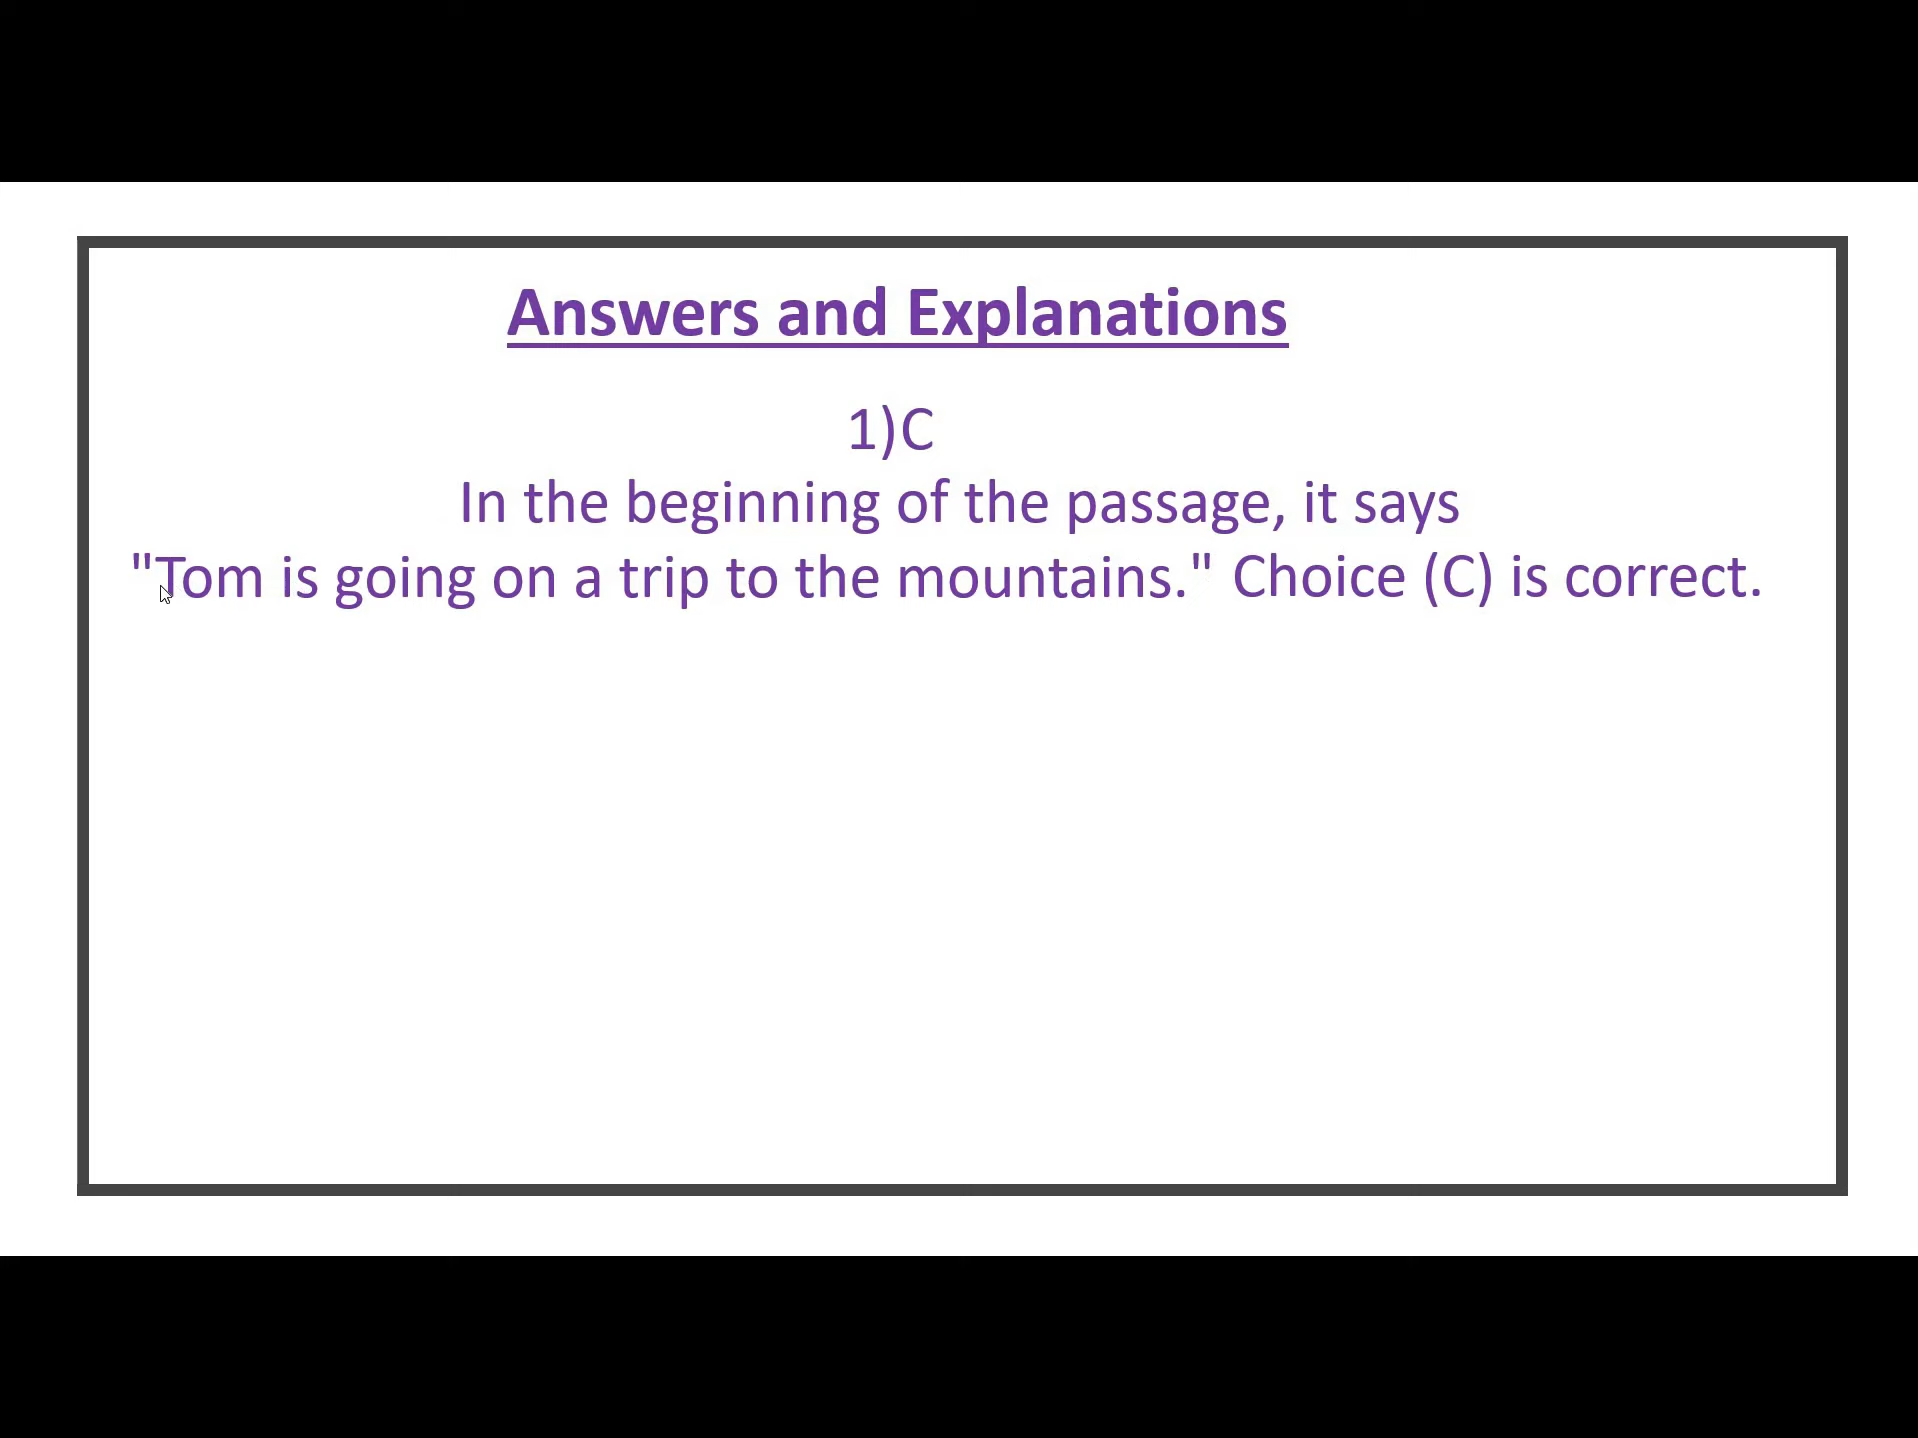 Answers and Explanations
1)C
In the beginning of the passage, it says
"Tom is going on a trip to the mountains." Choice (C) is correct.